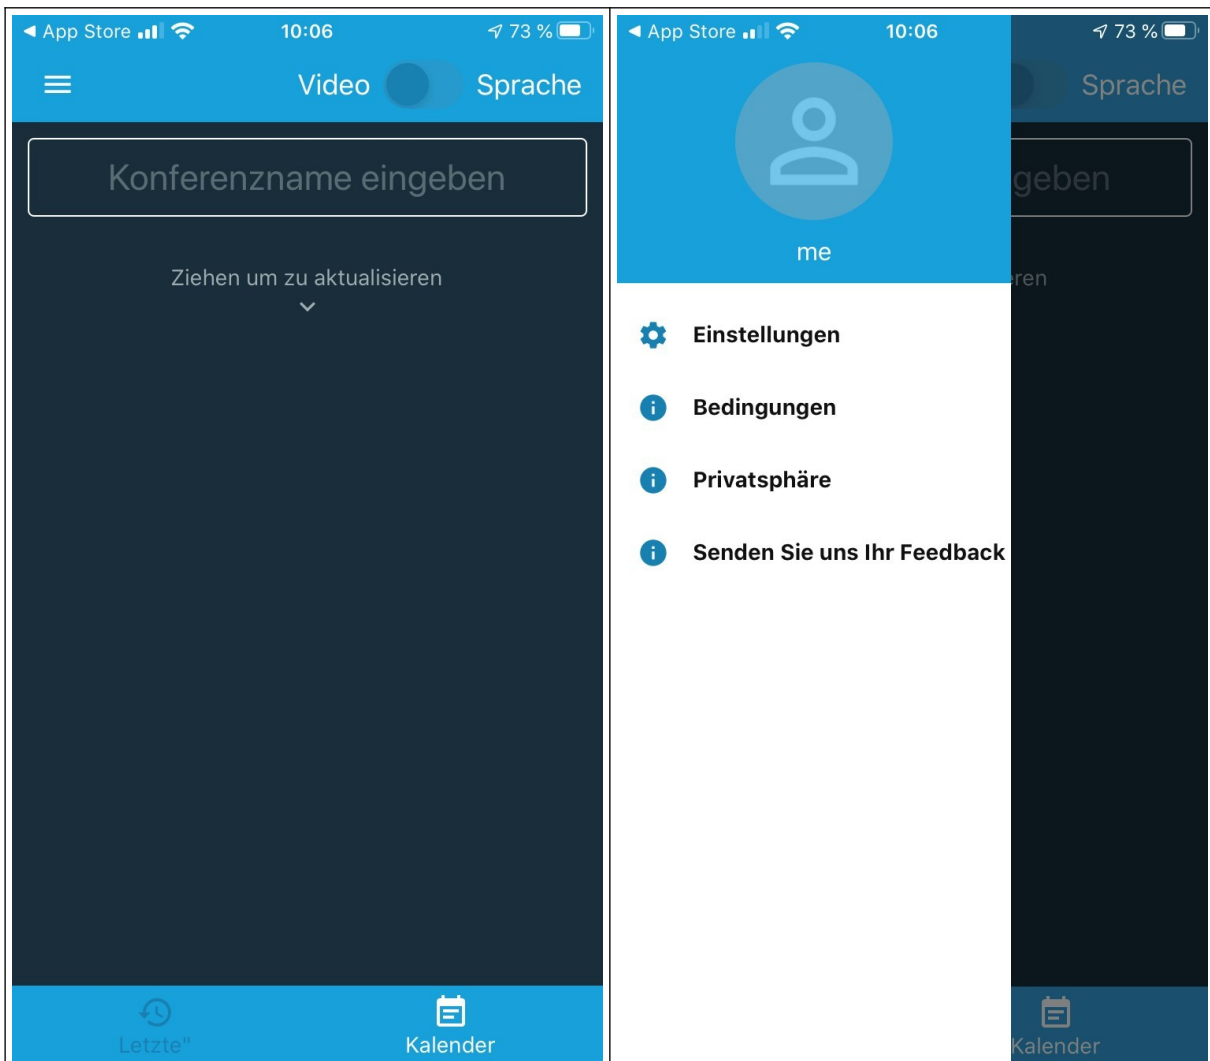 ◀ App Store 10:06 73 %
Video Sprache
Konferenzname eingeben
Ziehen um zu aktualisieren
Letzte" Kalender
◀ App Store 10:06 73 %
Sprache
geben
me
ren
Einstellungen
Bedingungen
Privatsphäre
Senden Sie uns Ihr Feedback
Kalender